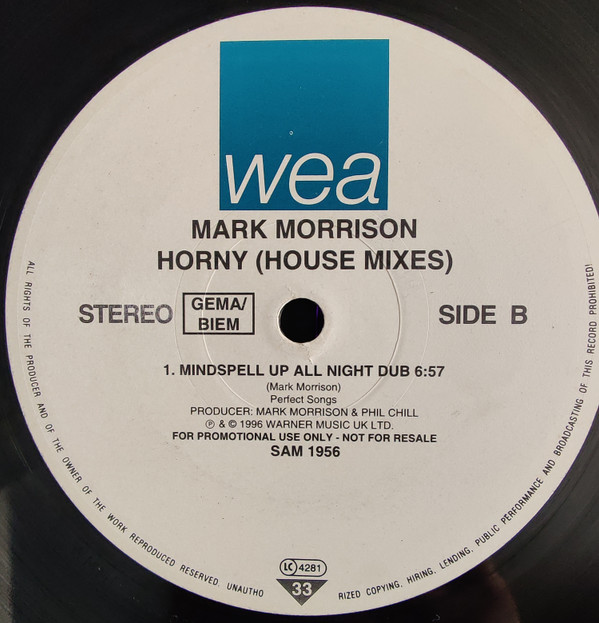 wea
MARK MORRISON
HORNY (HOUSE MIXES)
STEREO GEMA/ BIEM SIDE B
1. MINDSPELL UP ALL NIGHT DUB 6:57
(Mark Morrison)
Perfect Songs
PRODUCER: MARK MORRISON & PHIL CHILL
℗ & © 1996 WARNER MUSIC UK LTD.
FOR PROMOTIONAL USE ONLY - NOT FOR RESALE
SAM 1956
LC 4281
33
ALL RIGHTS OF THE PRODUCER AND OF THE OWNER OF THE WORK REPRODUCED RESERVED. UNAUTHO RIZED COPYING, HIRING, LENDING, PUBLIC PERFORMANCE AND BROADCASTING OF THIS RECORD PROHIBITED!